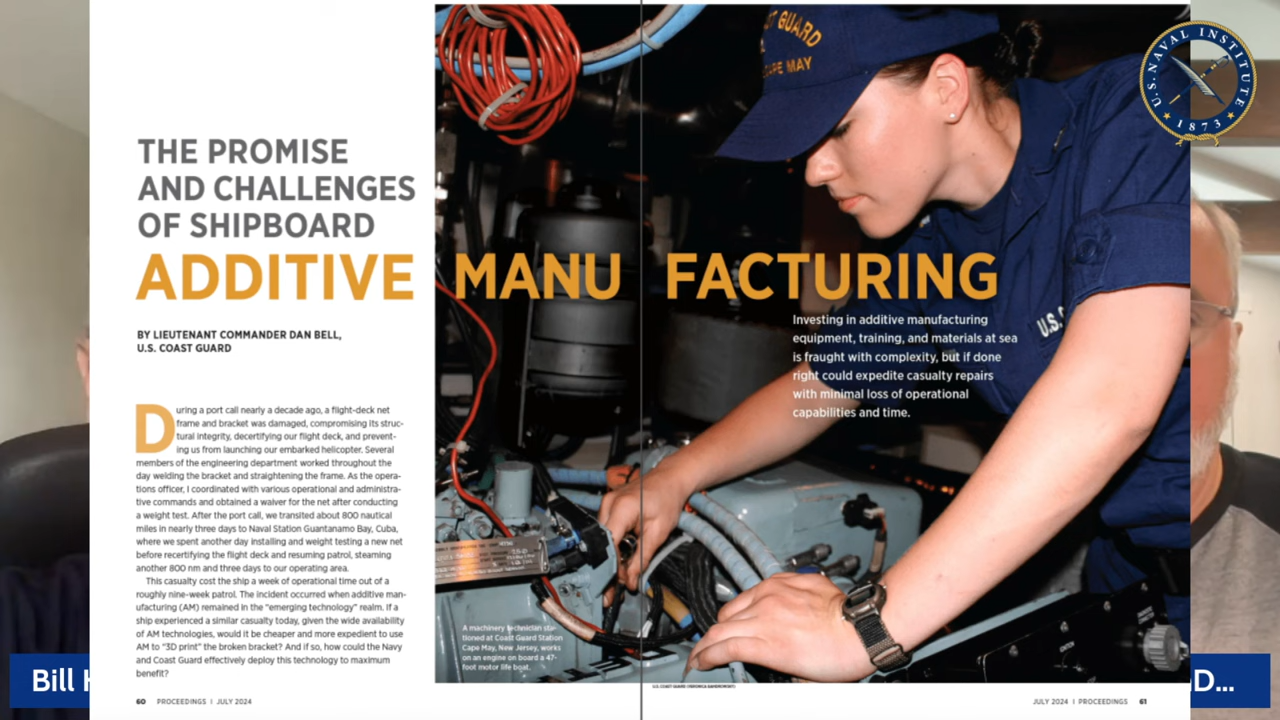 THE PROMISE
AND CHALLENGES
OF SHIPBOARD
ADDITIVE MANU FACTURING
BY LIEUTENANT COMMANDER DAN BELL,
U.S. COAST GUARD
During a port call nearly a decade ago, a flight-deck net
frame and bracket was damaged, compromising its struc-
tural integrity, decertifying our flight deck, and prevent-
ing us from launching our embarked helicopter. Several
members of the engineering department worked throughout the
day welding the bracket and straightening the frame. As the opera-
tions officer, I coordinated with various operational and administra-
tive commands and obtained a waiver for the net after conducting
a weight test. After the port call, we transited about 800 nautical
miles in nearly three days to Naval Station Guantanamo Bay, Cuba,
where we spent another day installing and weight testing a new net
before recertifying the flight deck and resuming patrol, steaming
another 800 nm and three days to our operating area.
This casualty cost the ship a week of operational time out of a
roughly nine-week patrol. The incident occurred when additive man-
ufacturing (AM) remained in the “emerging technology” realm. If a
ship experienced a similar casualty today, given the wide availability
of AM technologies, would it be cheaper and more expedient to use
AM to “3D print” the broken bracket? And if so, how could the Navy
and Coast Guard effectively deploy this technology to maximum
benefit?
60 PROCEEDINGS | JULY 2024
GUARD
CAPE MAY
U.S.
Investing in additive manufacturing
equipment, training, and materials at sea
is fraught with complexity, but if done
right could expedite casualty repairs
with minimal loss of operational
capabilities and time.
A machinery technician sta-
tioned at Coast Guard Station
Cape May, New Jersey, works
on an engine on board a 47-
foot motor life boat.
JULY 2024 | PROCEEDINGS 61
U.S. NAVAL INSTITUTE
1873
Bill
D...